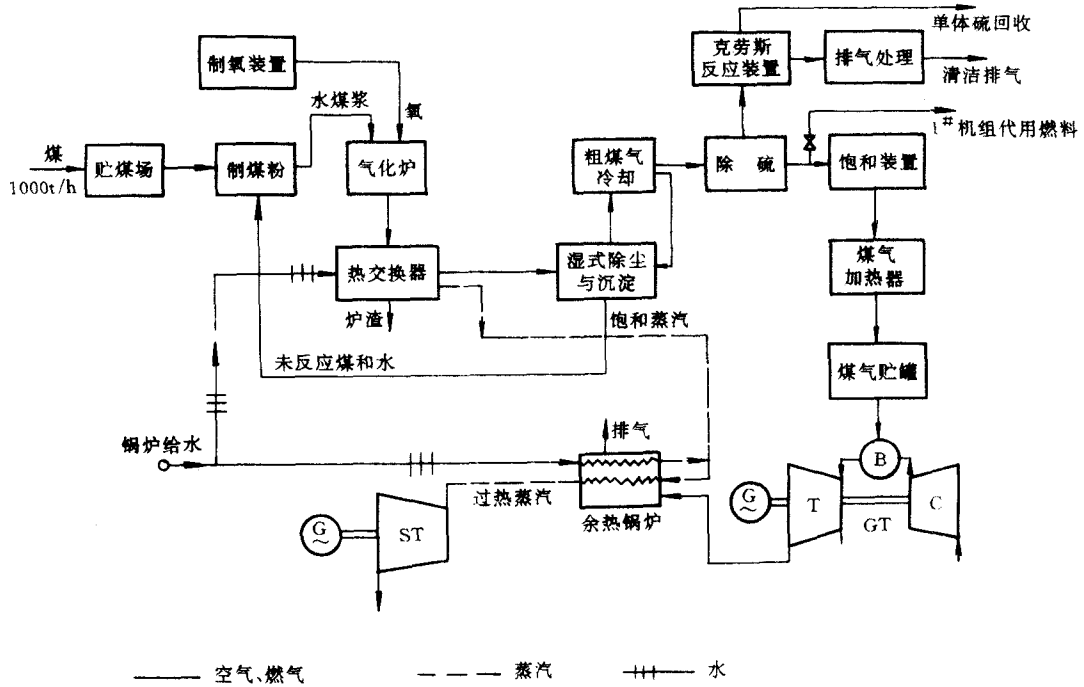 单体硫回收
克劳斯
反应装置
排气处理
清洁排气
制氧装置
水煤浆
氧
1#机组代用燃料
煤
1000t/h
贮煤场
制煤粉
气化炉
粗煤气
冷却
除 硫
饱和装置
热交换器
湿式除尘
与沉淀
煤气
加热器
炉渣
饱和蒸汽
未反应煤和水
煤气贮罐
锅炉给水
排气
B
过热蒸汽
余热锅炉
G
~
T
GT
C
G
~
ST
空气、燃气
蒸汽
水